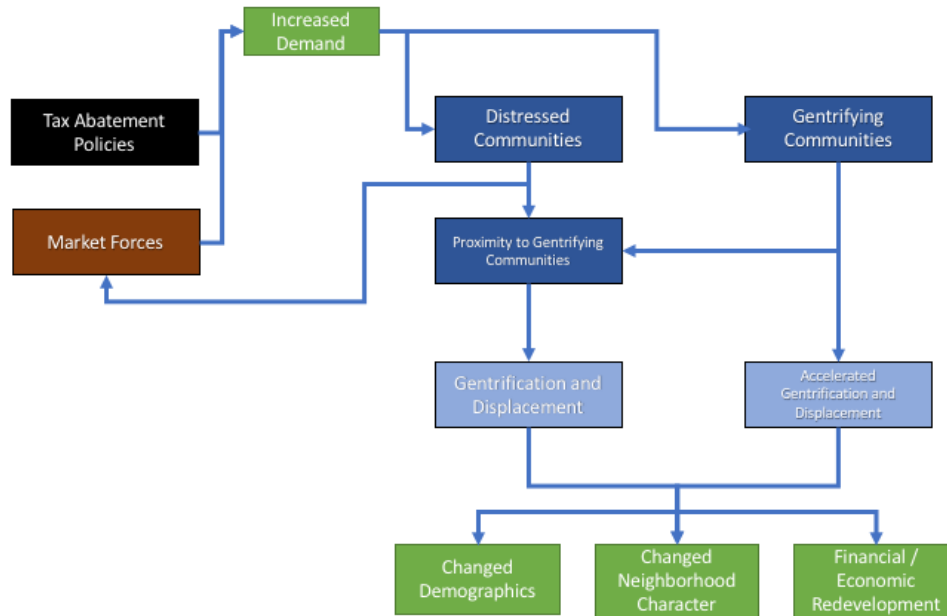 Increased
Demand
Tax Abatement
Policies
Distressed
Communities
Gentrifying
Communities
Market Forces
Proximity to Gentrifying
Communities
Gentrification and
Displacement
Accelerated
Gentrification and
Displacement
Changed
Demographics
Changed
Neighborhood
Character
Financial /
Economic
Redevelopment